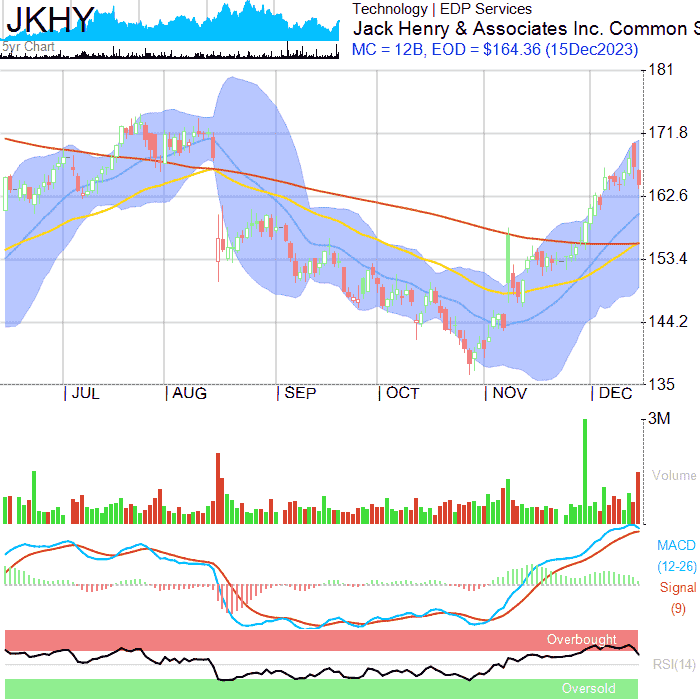 JKHY
5yr Chart
Technology | EDP Services
Jack Henry & Associates Inc. Common S
MC = 12B, EOD = $164.36 (15Dec2023)
181
171.8
162.6
153.4
144.2
135
| JUL | AUG | SEP | OCT | NOV | DEC
3M
Volume
MACD
(12-26)
Signal
(9)
Overbought
RSI(14)
Oversold